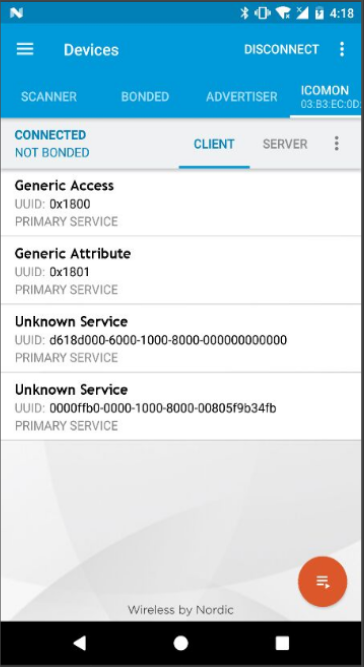 4:18
Devices
DISCONNECT
SCANNER
BONDED
ADVERTISER
ICOMON
03:B3:EC:0D:
CONNECTED
NOT BONDED
CLIENT
SERVER
Generic Access
UUID: 0x1800
PRIMARY SERVICE
Generic Attribute
UUID: 0x1801
PRIMARY SERVICE
Unknown Service
UUID: d618d000-6000-1000-8000-000000000000
PRIMARY SERVICE
Unknown Service
UUID: 0000ffb0-0000-1000-8000-00805f9b34fb
PRIMARY SERVICE
Wireless by Nordic